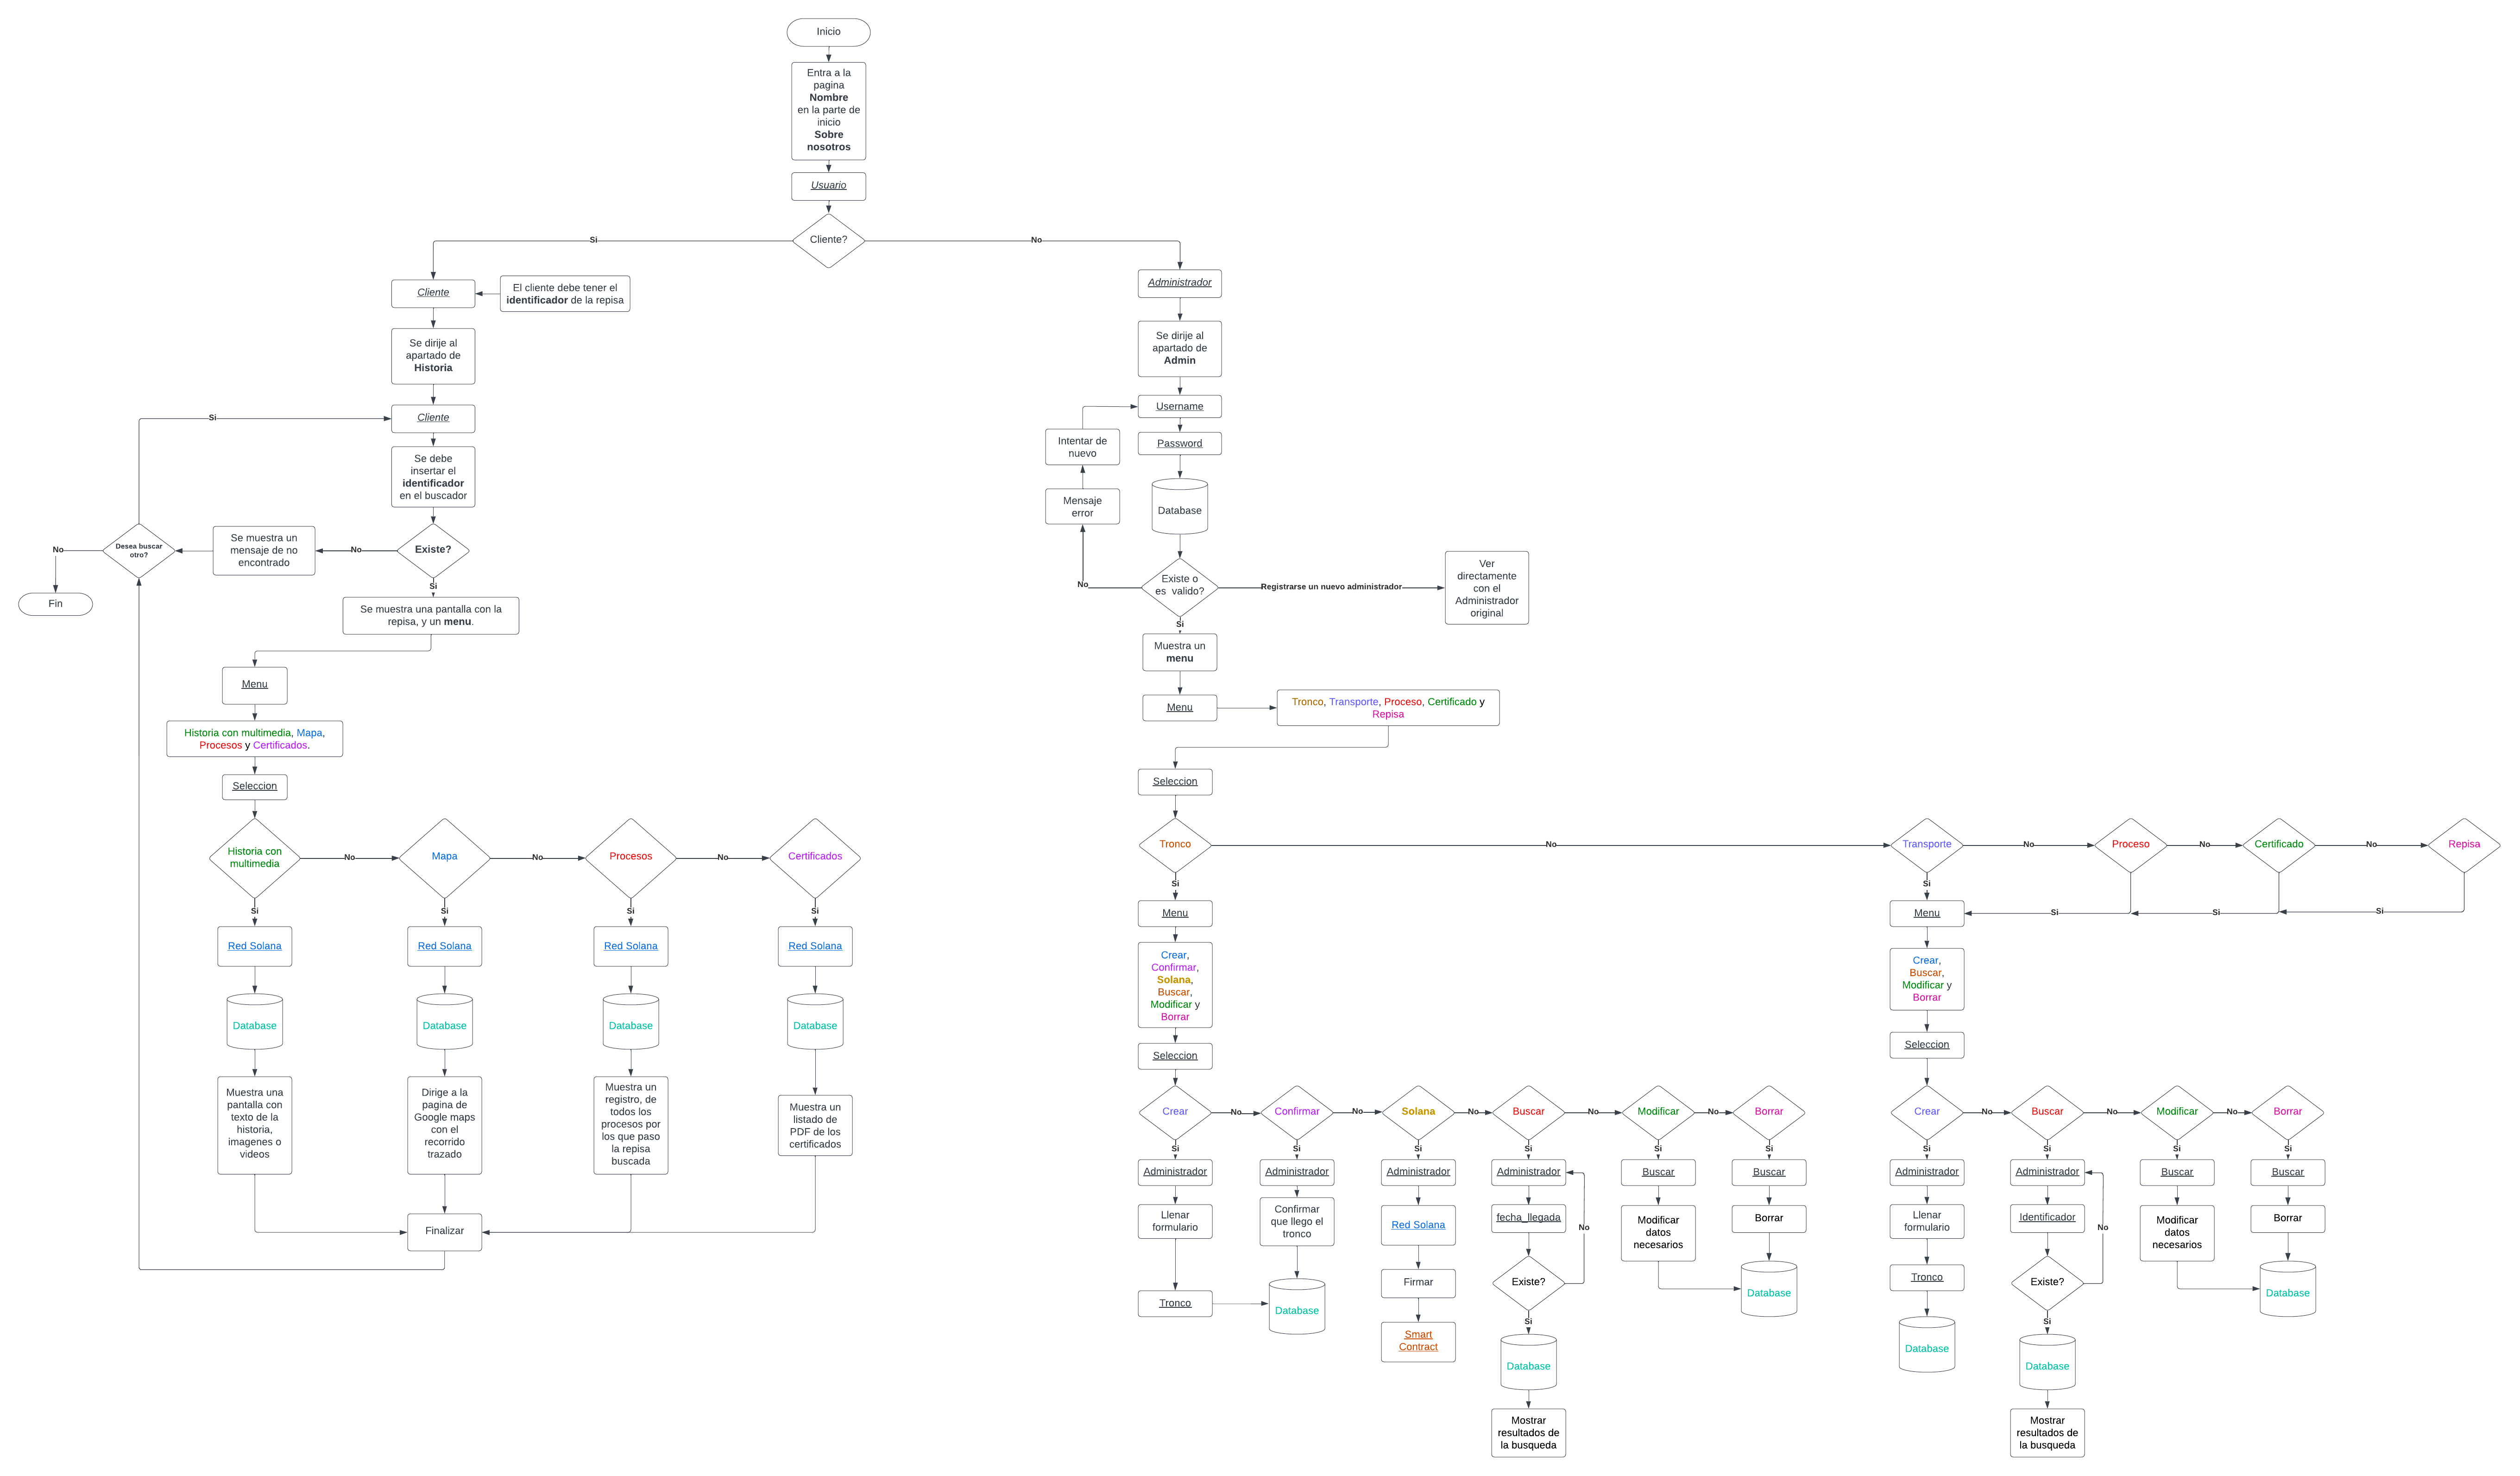 Inicio
Entra a la
pagina
Nombre
en la parte de
inicio
Sobre
nosotros
Usuario
Cliente?
Si
No
Cliente
El cliente debe tener el
identificador de la repisa
Se dirije al
apartado de
Historia
Si
Cliente
Se debe
insertar el
identificador
en el buscador
Existe?
No
Se muestra un
mensaje de no
encontrado
Desea buscar
otro?
No
Fin
Si
Se muestra una pantalla con la
repisa, y un menu.
Menu
Historia con multimedia, Mapa,
Procesos y Certificados.
Seleccion
Historia con
multimedia
No
Mapa
No
Procesos
No
Certificados
Si
Si
Si
Si
Red Solana
Red Solana
Red Solana
Red Solana
Database
Database
Database
Database
Muestra una
pantalla con
texto de la
historia,
imagenes o
videos
Dirige a la
pagina de
Google maps
con el
recorrido
trazado
Muestra un
registro, de
todos los
procesos por
los que paso
la repisa
buscada
Muestra un
listado de
PDF de los
certificados
Finalizar
Administrador
Se dirije al
apartado de
Admin
Username
Password
Intentar de
nuevo
Mensaje
error
Database
No
Existe o
es valido?
Registrarse un nuevo administrador
Ver
directamente
con el
Administrador
original
Si
Muestra un
menu
Menu
Tronco, Transporte, Proceso, Certificado y
Repisa
Seleccion
Tronco
No
Transporte
No
Proceso
No
Certificado
No
Repisa
Si
Si
Si
Si
Si
Menu
Crear,
Confirmar,
Solana,
Buscar,
Modificar y
Borrar
Seleccion
Crear
No
Confirmar
No
Solana
No
Buscar
No
Modificar
No
Borrar
Si
Si
Si
Si
Si
Si
Administrador
Administrador
Administrador
Administrador
Buscar
Buscar
Llenar
formulario
Confirmar
que llego el
tronco
Red Solana
fecha_llegada
No
Modificar
datos
necesarios
Borrar
Tronco
Database
Firmar
Smart
Contract
Existe?
Si
Database
Mostrar
resultados de
la busqueda
Database
Menu
Crear,
Buscar,
Modificar y
Borrar
Seleccion
Crear
No
Buscar
No
Modificar
No
Borrar
Si
Si
Si
Si
Administrador
Administrador
Buscar
Buscar
Llenar
formulario
Identificador
No
Modificar
datos
necesarios
Borrar
Tronco
Database
Existe?
Si
Database
Mostrar
resultados de
la busqueda
Database